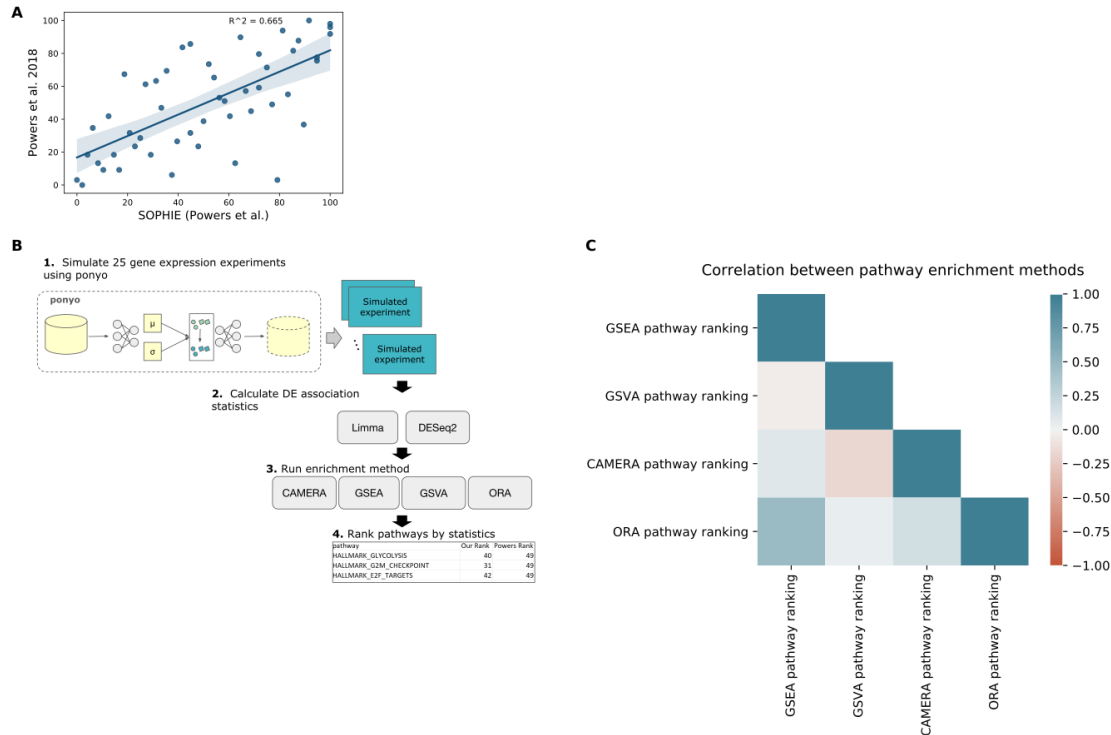 A
R^2 = 0.665
100
80
60
40
20
0
Powers et al. 2018
0 20 40 60 80 100
SOPHIE (Powers et al.)
B
1. Simulate 25 gene expression experiments
using ponyo
ponyo
μ
σ
Simulated
experiment
Simulated
experiment
2. Calculate DE association
statistics
Limma DESeq2
3. Run enrichment method
CAMERA GSEA GSVA ORA
4. Rank pathways by statistics
pathway Our Rank Powers Rank
HALLMARK_GLYCOLYSIS 40 49
HALLMARK_G2M_CHECKPOINT 31 49
HALLMARK_E2F_TARGETS 42 49
C
Correlation between pathway enrichment methods
GSEA pathway ranking
GSVA pathway ranking
CAMERA pathway ranking
ORA pathway ranking
GSEA pathway ranking
GSVA pathway ranking
CAMERA pathway ranking
ORA pathway ranking
1.00
0.75
0.50
0.25
0.00
−0.25
−0.50
−0.75
−1.00